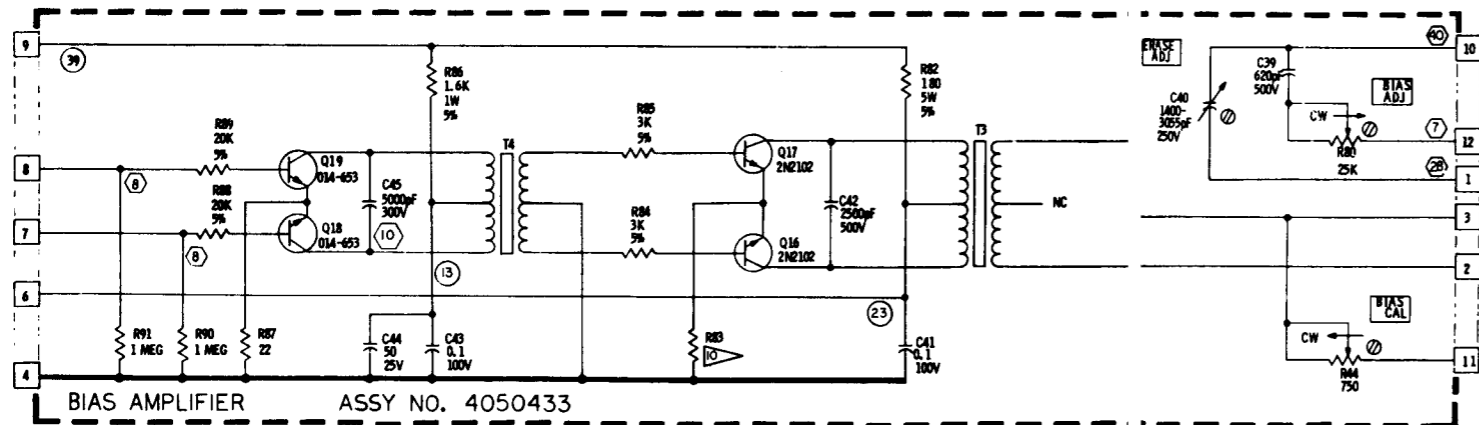 9
39
R86
1.6K
1W
5%
R82
180
5W
5%
ERASE
ADJ
40
10
C39
620pF
500V
BIAS
ADJ
C40
1400-
3055pF
250V
CW
7
12
R80
25K
28
1
R89
20K
5%
Q19
014-653
T4
R85
3K
5%
Q17
2N2102
T3
8
8
R88
20K
5%
C45
5000pF
300V
C42
2500pF
500V
NC
3
7
8
Q18
014-653
10
R84
3K
5%
Q16
2N2102
13
2
6
23
BIAS
CAL
R91
1 MEG
R90
1 MEG
R87
22
C44
50
25V
C43
0.1
100V
R83
10
C41
0.1
100V
CW
11
R44
750
4
BIAS AMPLIFIER
ASSY NO. 4050433